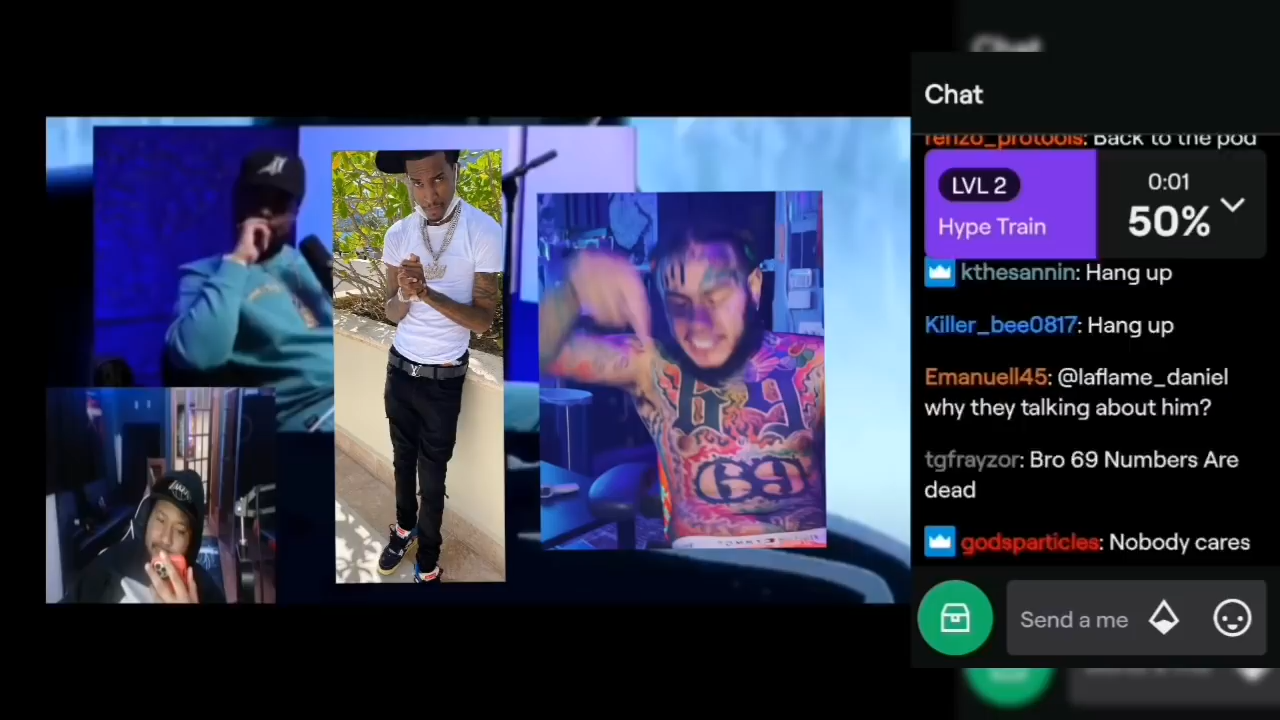 Chat
renzo_protools: Back to the pod
LVL 2
Hype Train
0:01
50%
kthesannin: Hang up
Killer_bee0817: Hang up
Emanuell45: @laflame_daniel
why they talking about him?
tgfrayzor: Bro 69 Numbers Are
dead
godsparticles: Nobody cares
Send a me
69
69
LV